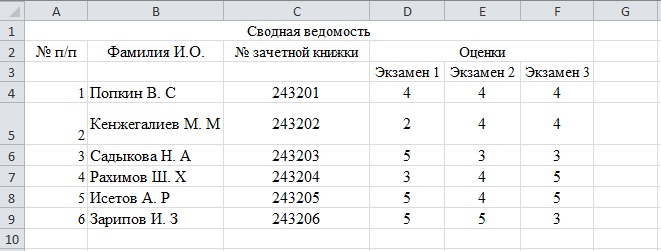 A B C D E F G
1 Сводная ведомость
2 № п/п Фамилия И.О. № зачетной книжки Оценки
3 Экзамен 1 Экзамен 2 Экзамен 3
4 1 Попкин В. С 243201 4 4 4
5 2 Кенжегалиев М. М 243202 2 4 4
6 3 Садыкова Н. А 243203 5 3 3
7 4 Рахимов Ш. Х 243204 3 4 5
8 5 Исетов А. Р 243205 5 4 5
9 6 Зарипов И. З 243206 5 5 3
10